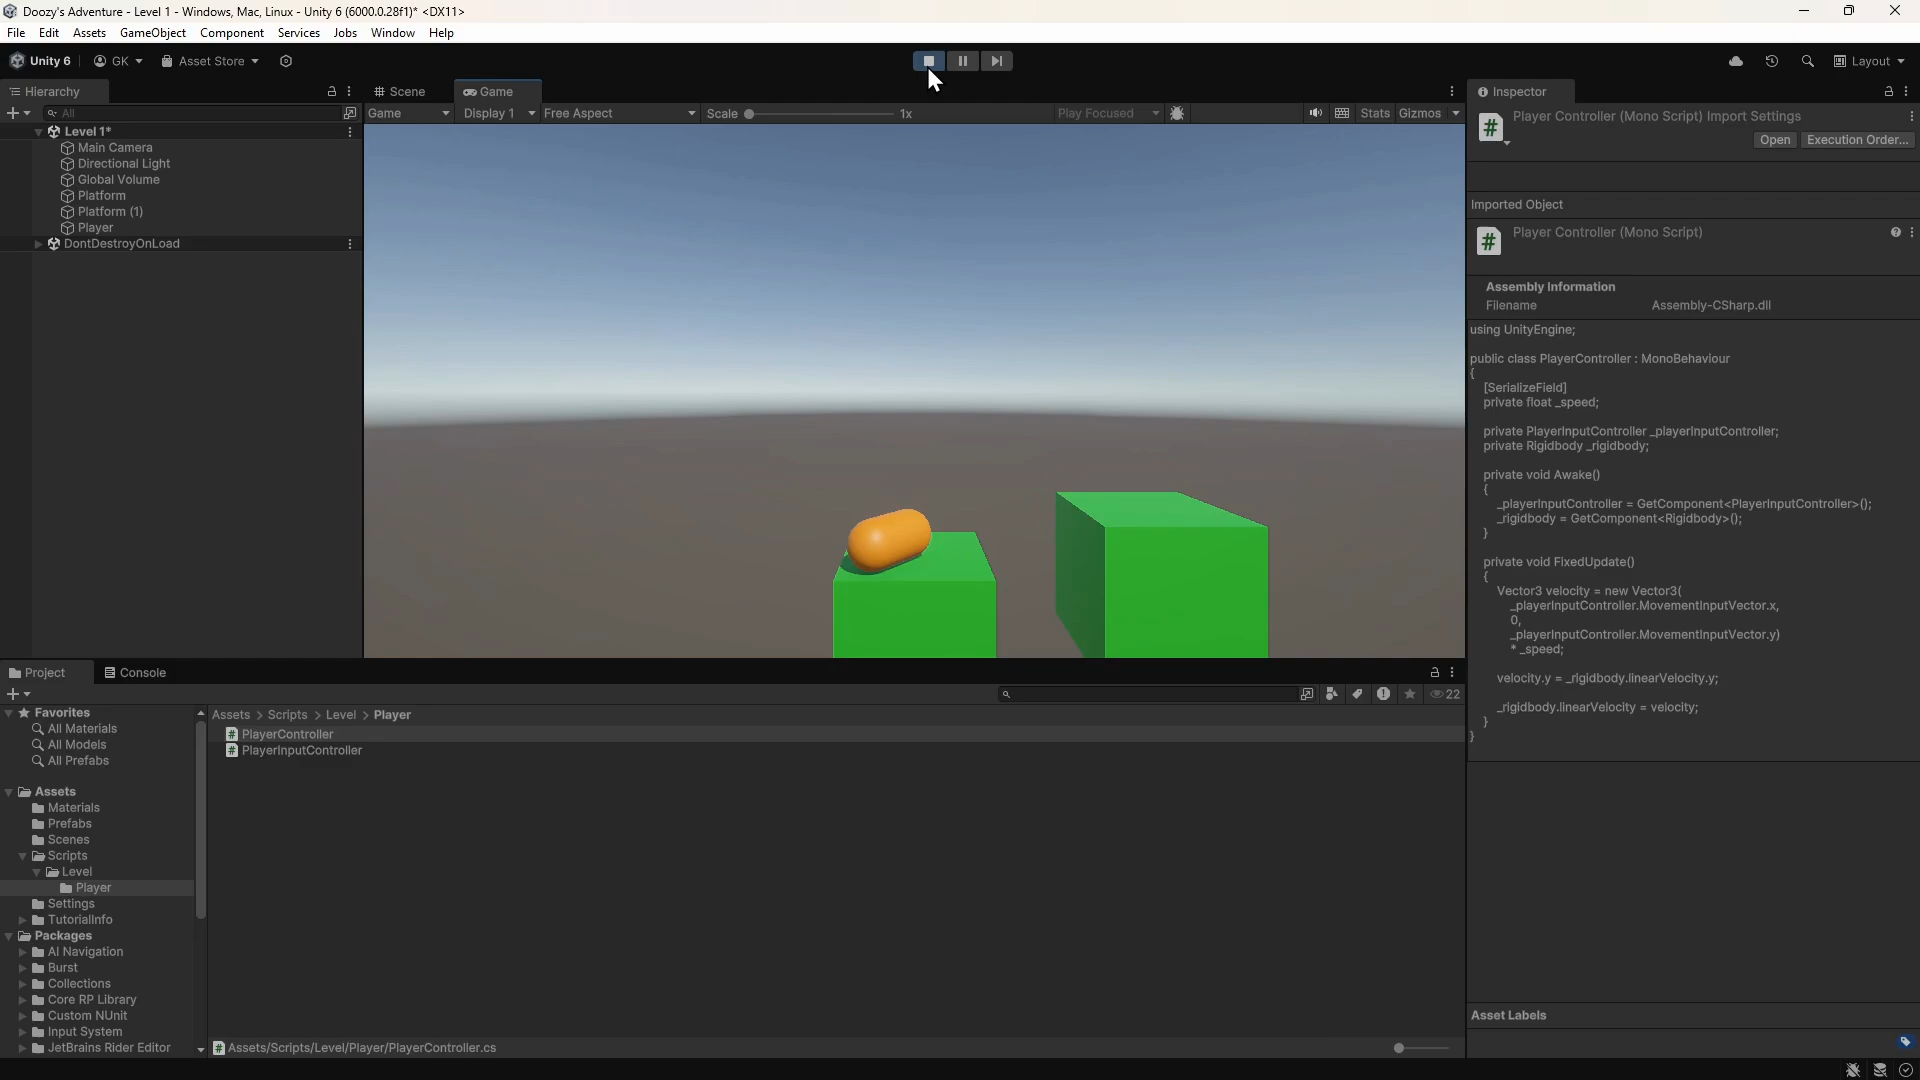 Doozy's Adventure - Level 1 - Windows, Mac, Linux - Unity 6 (6000.0.28f1)* <DX11>
File Edit Assets GameObject Component Services Jobs Window Help
Unity 6 GK Asset Store Layout
Hierarchy
All
Level 1*
Main Camera
Directional Light
Global Volume
Platform
Platform (1)
Player
DontDestroyOnLoad
Scene Game
Game Display 1 Free Aspect Scale 1x Play Focused Stats Gizmos
Inspector
Player Controller (Mono Script) Import Settings
Open Execution Order...
Imported Object
Player Controller (Mono Script)
Assembly Information
Filename Assembly-CSharp.dll
using UnityEngine;
public class PlayerController : MonoBehaviour
{
[SerializeField]
private float _speed;
private PlayerInputController _playerInputController;
private Rigidbody _rigidbody;
private void Awake()
{
_playerInputController = GetComponent<PlayerInputController>();
_rigidbody = GetComponent<Rigidbody>();
}
private void FixedUpdate()
{
Vector3 velocity = new Vector3(
_playerInputController.MovementInputVector.x,
0,
_playerInputController.MovementInputVector.y)
* _speed;
velocity.y = _rigidbody.linearVelocity.y;
_rigidbody.linearVelocity = velocity;
}
}
Asset Labels
Project Console
22
Favorites
All Materials
All Models
All Prefabs
Assets
Materials
Prefabs
Scenes
Scripts
Level
Player
Settings
TutorialInfo
Packages
AI Navigation
Burst
Collections
Core RP Library
Custom NUnit
Input System
JetBrains Rider Editor
Assets > Scripts > Level > Player
PlayerController
PlayerInputController
Assets/Scripts/Level/Player/PlayerController.cs